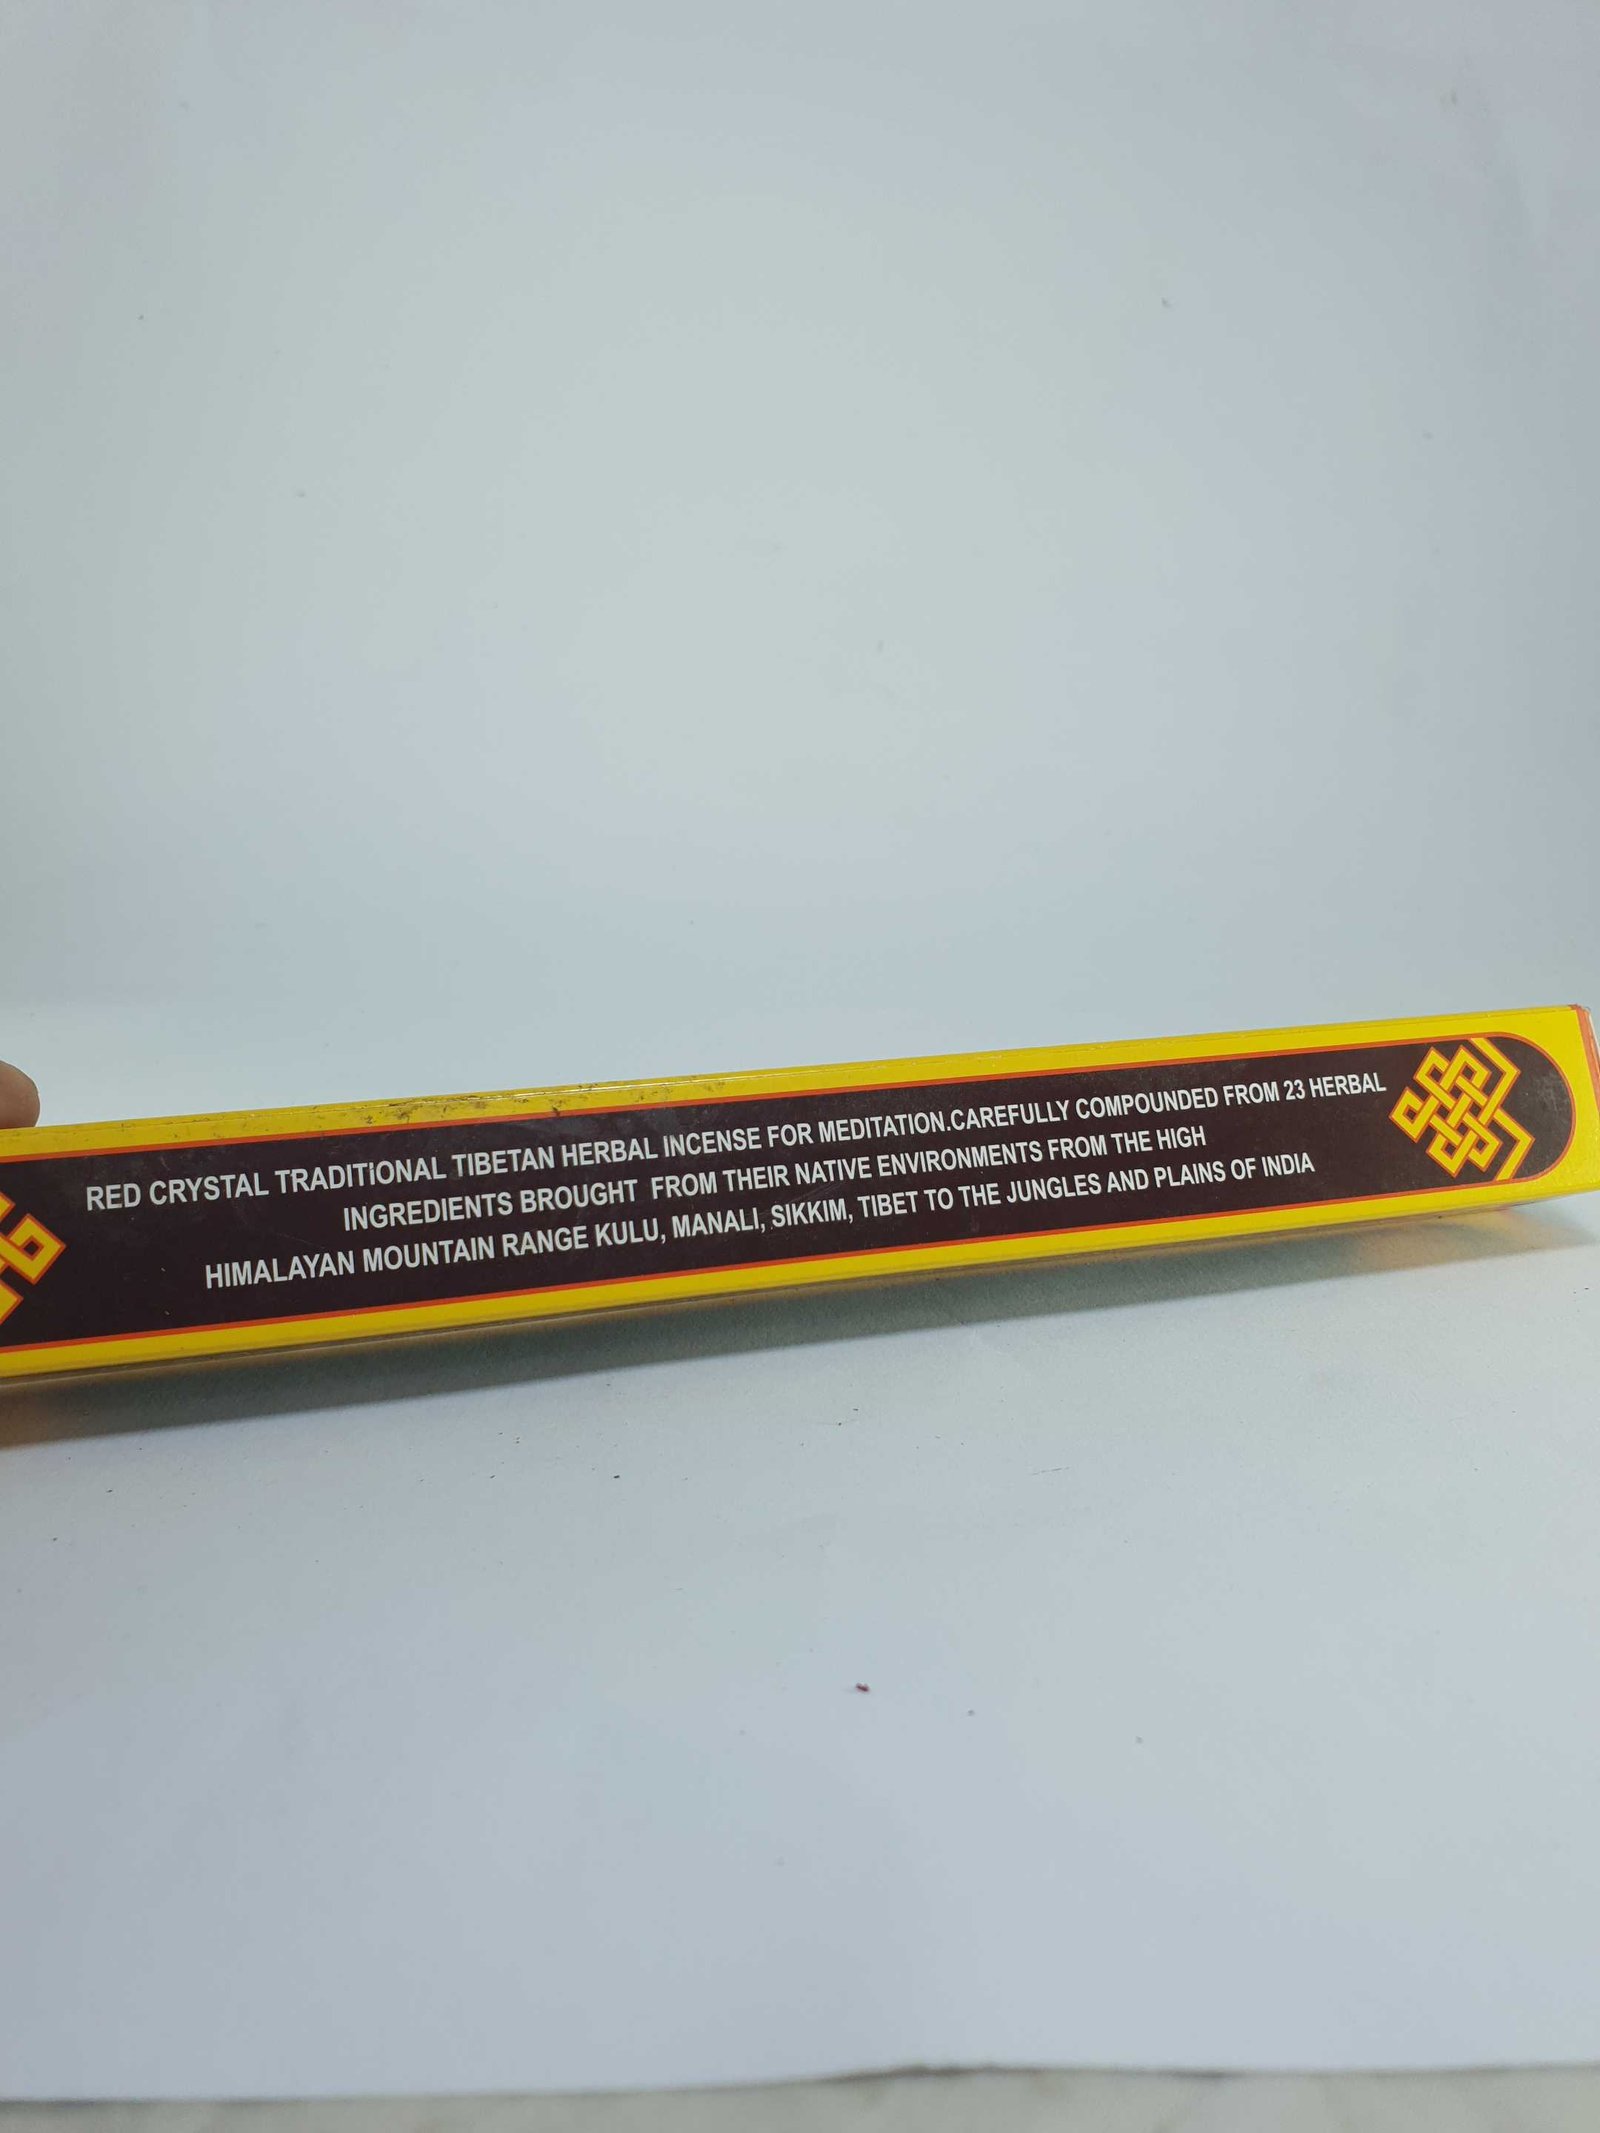 RED CRYSTAL TRADITIONAL TIBETAN HERBAL INCENSE FOR MEDITATION.CAREFULLY COMPOUNDED FROM 23 HERBAL
INGREDIENTS BROUGHT FROM THEIR NATIVE ENVIRONMENTS FROM THE HIGH
HIMALAYAN MOUNTAIN RANGE KULU, MANALI, SIKKIM, TIBET TO THE JUNGLES AND PLAINS OF INDIA